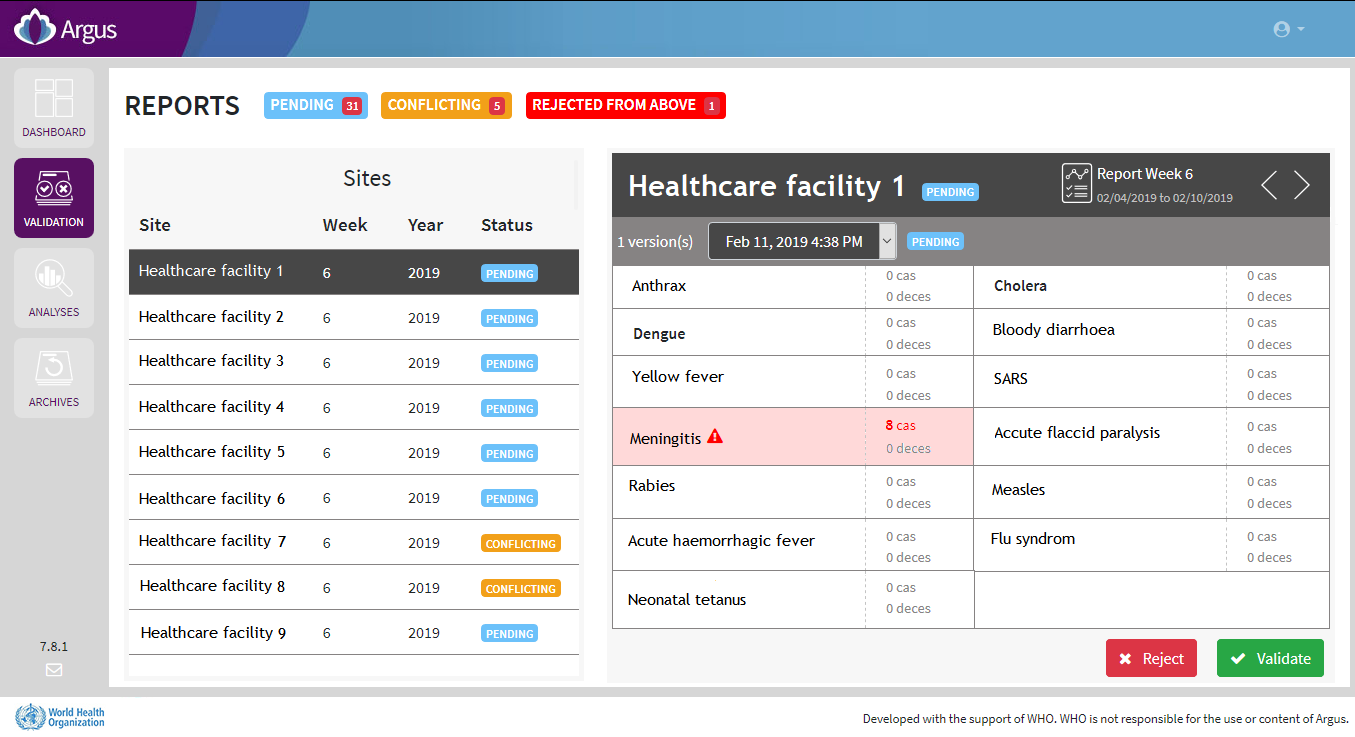 Argus
DASHBOARD
VALIDATION
ANALYSES
ARCHIVES
7.8.1
REPORTS PENDING 31 CONFLICTING 5 REJECTED FROM ABOVE 1
Sites
Site Week Year Status
Healthcare facility 1 6 2019 PENDING
Healthcare facility 2 6 2019 PENDING
Healthcare facility 3 6 2019 PENDING
Healthcare facility 4 6 2019 PENDING
Healthcare facility 5 6 2019 PENDING
Healthcare facility 6 6 2019 PENDING
Healthcare facility 7 6 2019 CONFLICTING
Healthcare facility 8 6 2019 CONFLICTING
Healthcare facility 9 6 2019 PENDING
Healthcare facility 1 PENDING
Report Week 6
02/04/2019 to 02/10/2019
1 version(s) Feb 11, 2019 4:38 PM PENDING
Anthrax 0 cas 0 deces Cholera 0 cas 0 deces
Dengue 0 cas 0 deces Bloody diarrhoea 0 cas 0 deces
Yellow fever 0 cas 0 deces SARS 0 cas 0 deces
Meningitis 8 cas 0 deces Accute flaccid paralysis 0 cas 0 deces
Rabies 0 cas 0 deces Measles 0 cas 0 deces
Acute haemorrhagic fever 0 cas 0 deces Flu syndrom 0 cas 0 deces
Neonatal tetanus 0 cas 0 deces
Reject Validate
World Health
Organization
Developed with the support of WHO. WHO is not responsible for the use or content of Argus.